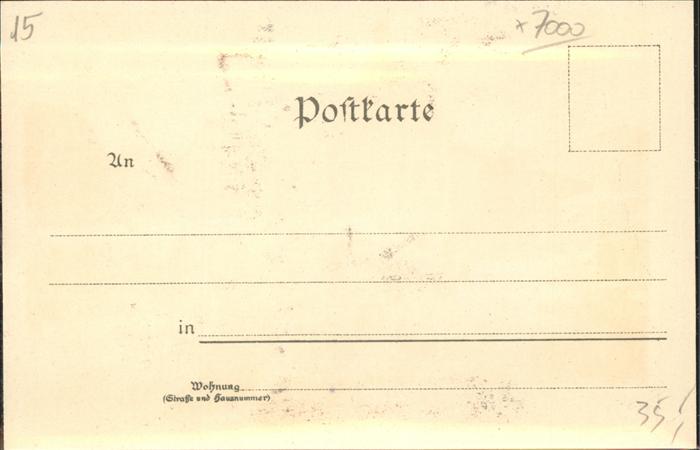 15
x 7000
Postkarte
An
in
Wohnung
(Straße und Hausnummer)
35,